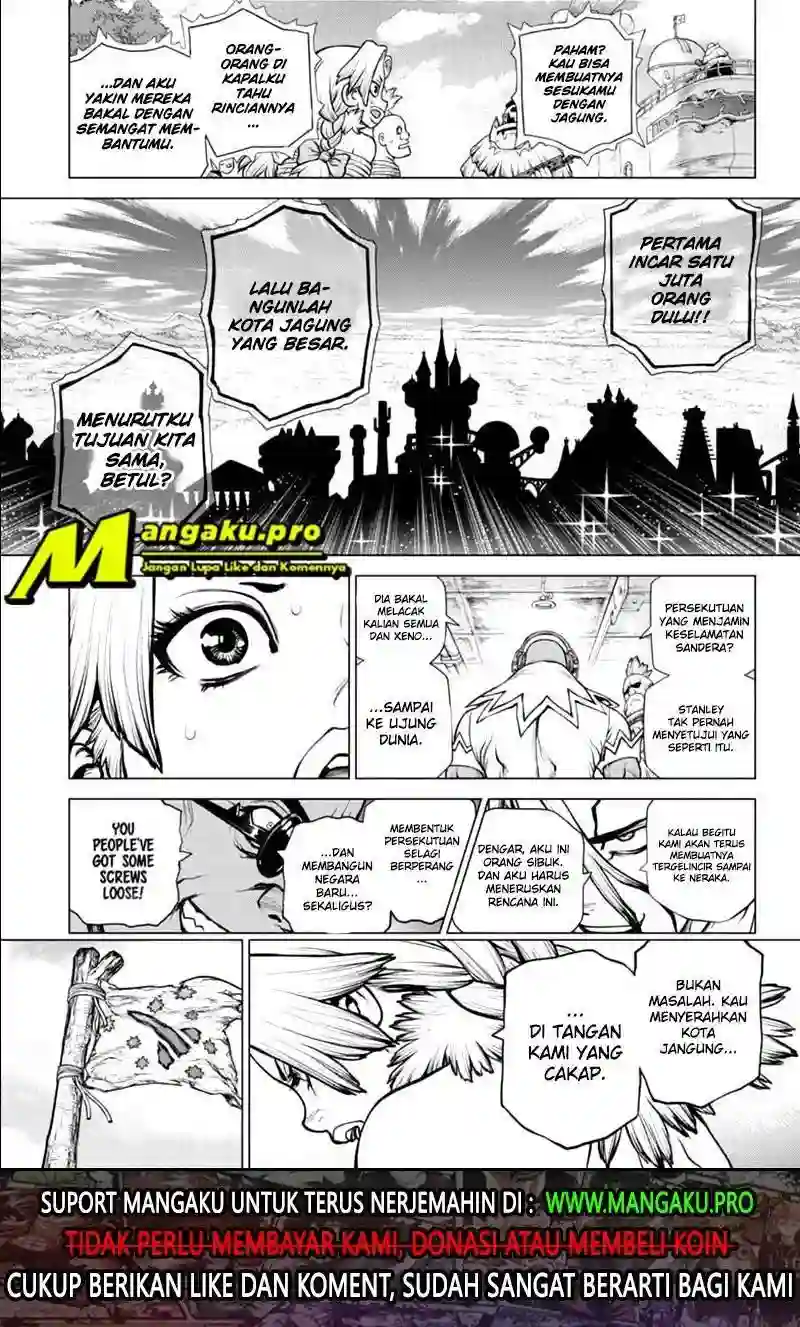 PAHAM?
KAU BISA
MEMBUATNYA
SESUKAMU
DENGAN
JAGUNG.
ORANG-
ORANG DI
KAPALKU
TAHU
RINCIANNYA
...
...DAN AKU
YAKIN MEREKA
BAKAL DENGAN
SEMANGAT MEM-
BANTUMU.
PERTAMA
INCAR SATU
JUTA
ORANG
DULU!!
LALU BA-
NGUNLAH
KOTA JAGUNG
YANG BESAR.
MENURUTKU
TUJUAN KITA
SAMA,
BETUL?
Mangaku.pro
Jangan Lupa Like dan Komennya
PERSEKUTUAN
YANG MENJAMIN
KESELAMATAN
SANDERA?
STANLEY
TAK PERNAH
MENYETUJUI YANG
SEPERTI ITU.
DIA BAKAL
MELACAK
KALIAN SEMUA
DAN XENO...
...SAMPAI
KE UJUNG
DUNIA.
KALAU BEGITU
KAMI AKAN TERUS
MEMBUATNYA
TERGELINCIR SAMPAI
KE NERAKA.
DENGAR, AKU INI
ORANG SIBUK.
DAN AKU HARUS
MENERUSKAN
RENCANA INI.
MEMBENTUK
PERSEKUTUAN
SELAGI
BERPERANG
...
...DAN
MEMBANGUN
NEGARA
BARU...
SEKALIGUS?
YOU
PEOPLE'VE
GOT SOME
SCREWS
LOOSE!
BUKAN
MASALAH. KAU
MENYERAHKAN
KOTA
JANGUNG...
...
DI TANGAN
KAMI YANG
CAKAP.
SUPORT MANGAKU UNTUK TERUS NERJEMAHIN DI : WWW.MANGAKU.PRO
TIDAK PERLU MEMBAYAR KAMI, DONASI ATAU MEMBELI KOIN
CUKUP BERIKAN LIKE DAN KOMENT, SUDAH SANGAT BERARTI BAGI KAMI